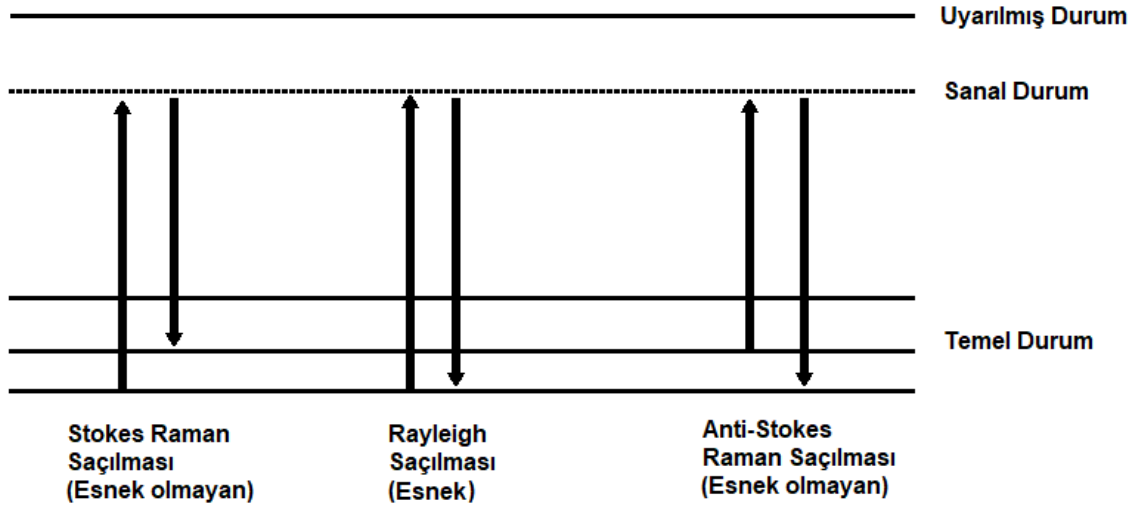 Uyarılmış Durum
Sanal Durum
Temel Durum
Stokes Raman
Saçılması
(Esnek olmayan)
Rayleigh
Saçılması
(Esnek)
Anti-Stokes
Raman Saçılması
(Esnek olmayan)